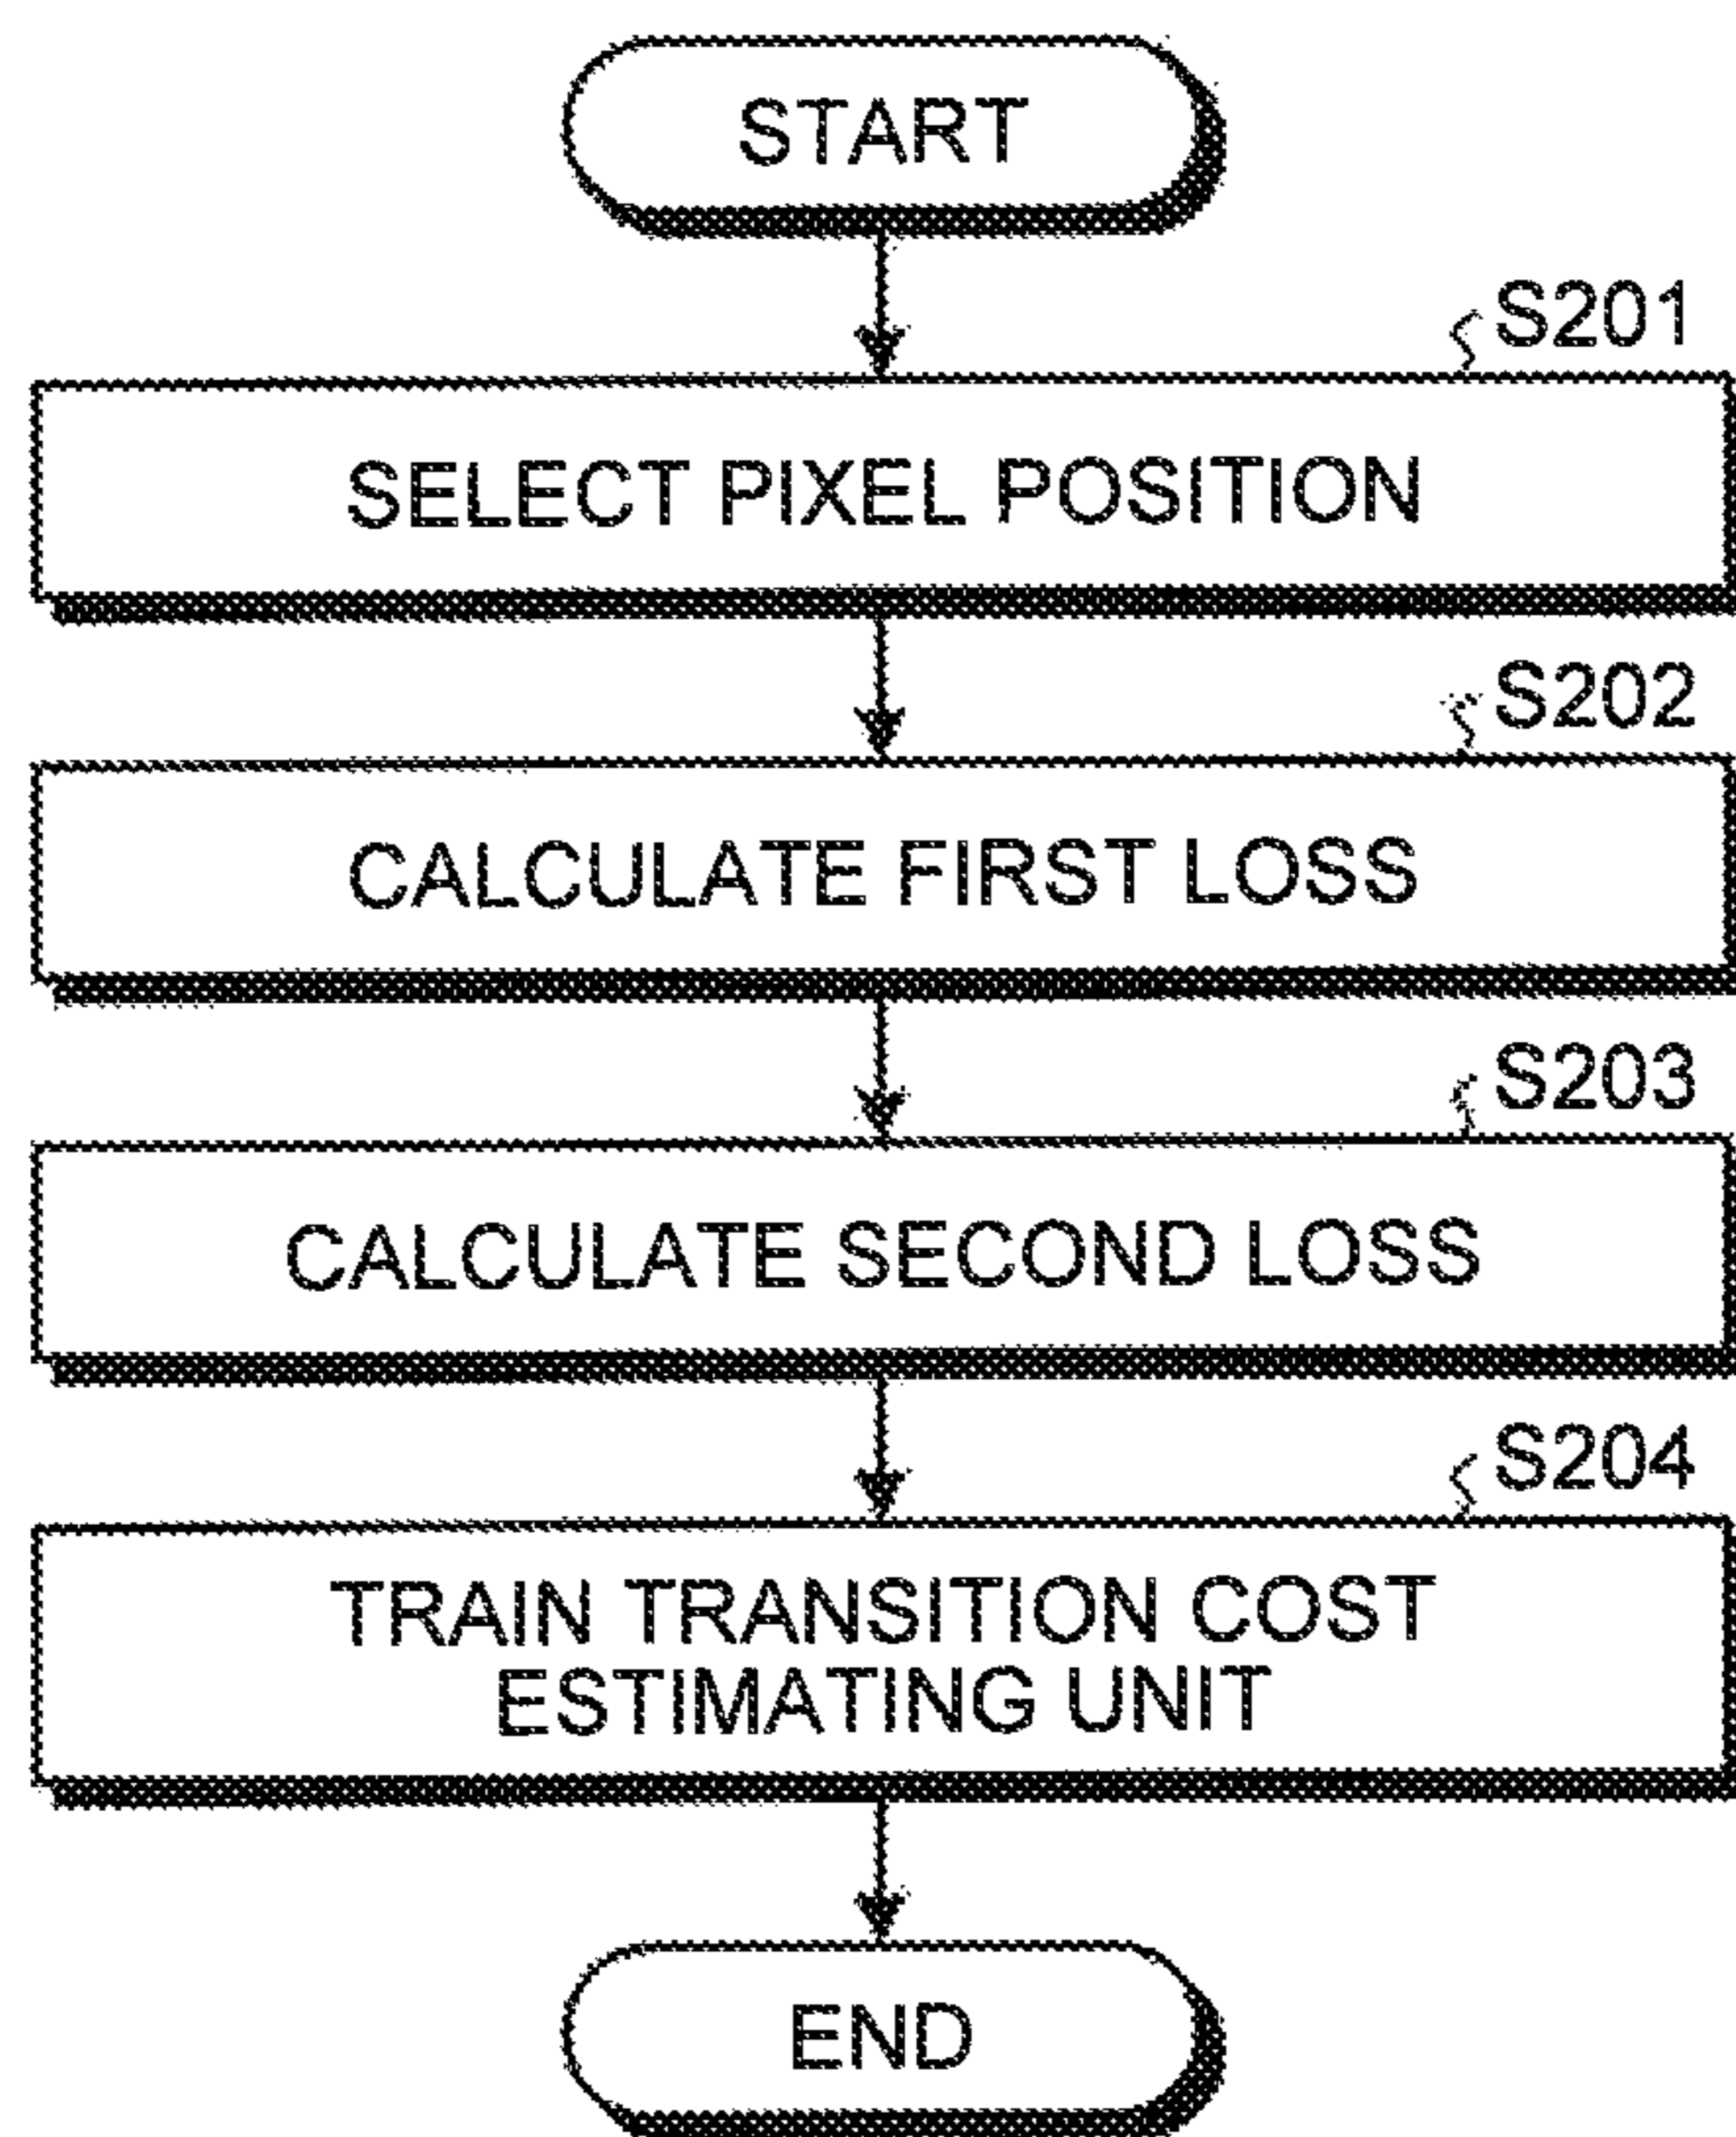 START
S201
SELECT PIXEL POSITION
S202
CALCULATE FIRST LOSS
S203
CALCULATE SECOND LOSS
S204
TRAIN TRANSITION COST
ESTIMATING UNIT
END